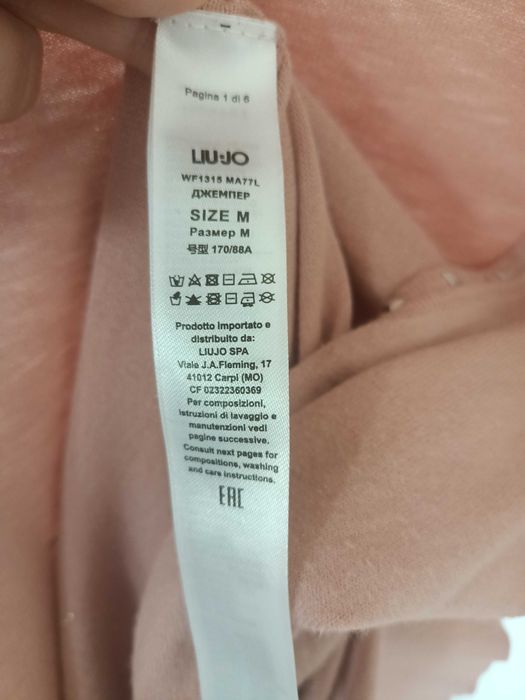 Pagina 1 di 6
LIU·JO
WF1315 MA77L
ДЖЕМПЕР
SIZE M
Размер M
号型 170/88A
Prodotto importato e
distribuito da:
LIUJO SPA
Viale J.A.Fleming, 17
41012 Carpi (MO)
CF 02322360369
Per composizioni,
istruzioni di lavaggio e
manutenzioni vedi
pagine successive.
Consult next pages for
compositions, washing
and care instructions.
EAC